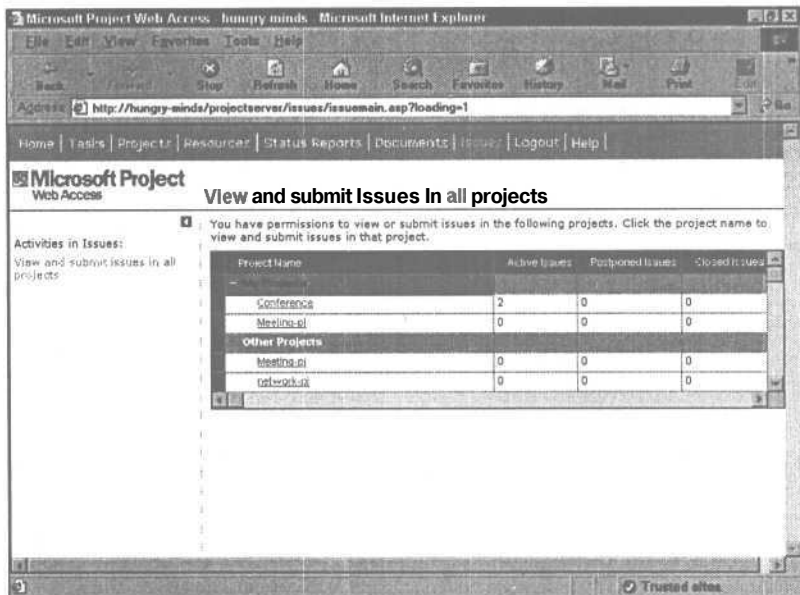 Microsoft Project Web Access - hungry minds - Microsoft Internet Explorer
File Edit View Favorites Tools Help
Back Forward Stop Refresh Home Search Favorites History Mail Print Edit
Address http://hungry-minds/projectserver/issues/issuemain.asp?loading=1 Go
Home | Tasks | Projects | Resources | Status Reports | Documents | Issues | Logout | Help |
Microsoft Project
Web Access
View and submit Issues In all projects
Activities in Issues:
View and submit issues in all
projects
You have permissions to view or submit issues in the following projects. Click the project name to
view and submit issues in that project.
Project Name Active Issues Postponed Issues Closed Issues
Conference 2 0 0
Meeting-pj 0 0 0
Other Projects
Meeting-pj 0 0 0
network-pj 0 0 0
Trusted sites